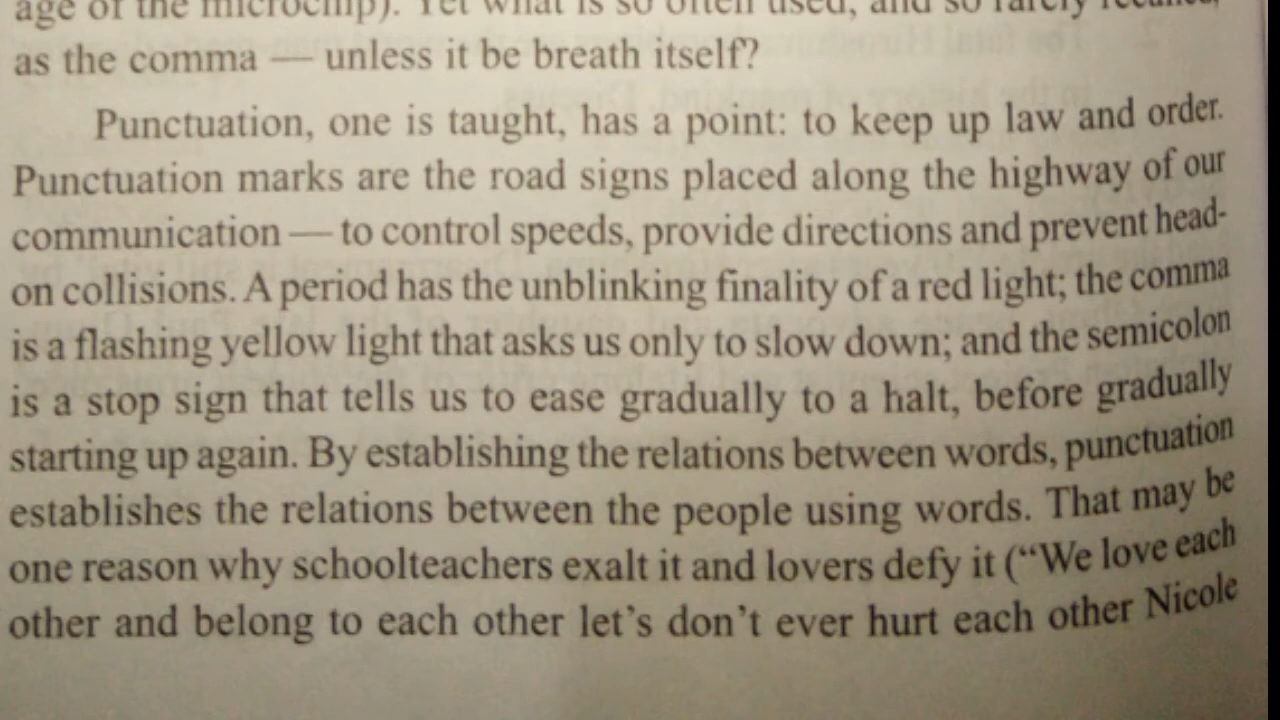 age of the microchip). Yet what is so often used, and so rarely
as the comma — unless it be breath itself?
Punctuation, one is taught, has a point: to keep up law and order.
Punctuation marks are the road signs placed along the highway of our
communication — to control speeds, provide directions and prevent head-
on collisions. A period has the unblinking finality of a red light; the comma
is a flashing yellow light that asks us only to slow down; and the semicolon
is a stop sign that tells us to ease gradually to a halt, before gradually
starting up again. By establishing the relations between words, punctuation
establishes the relations between the people using words. That may be
one reason why schoolteachers exalt it and lovers defy it (“We love each
other and belong to each other let’s don’t ever hurt each other Nicole